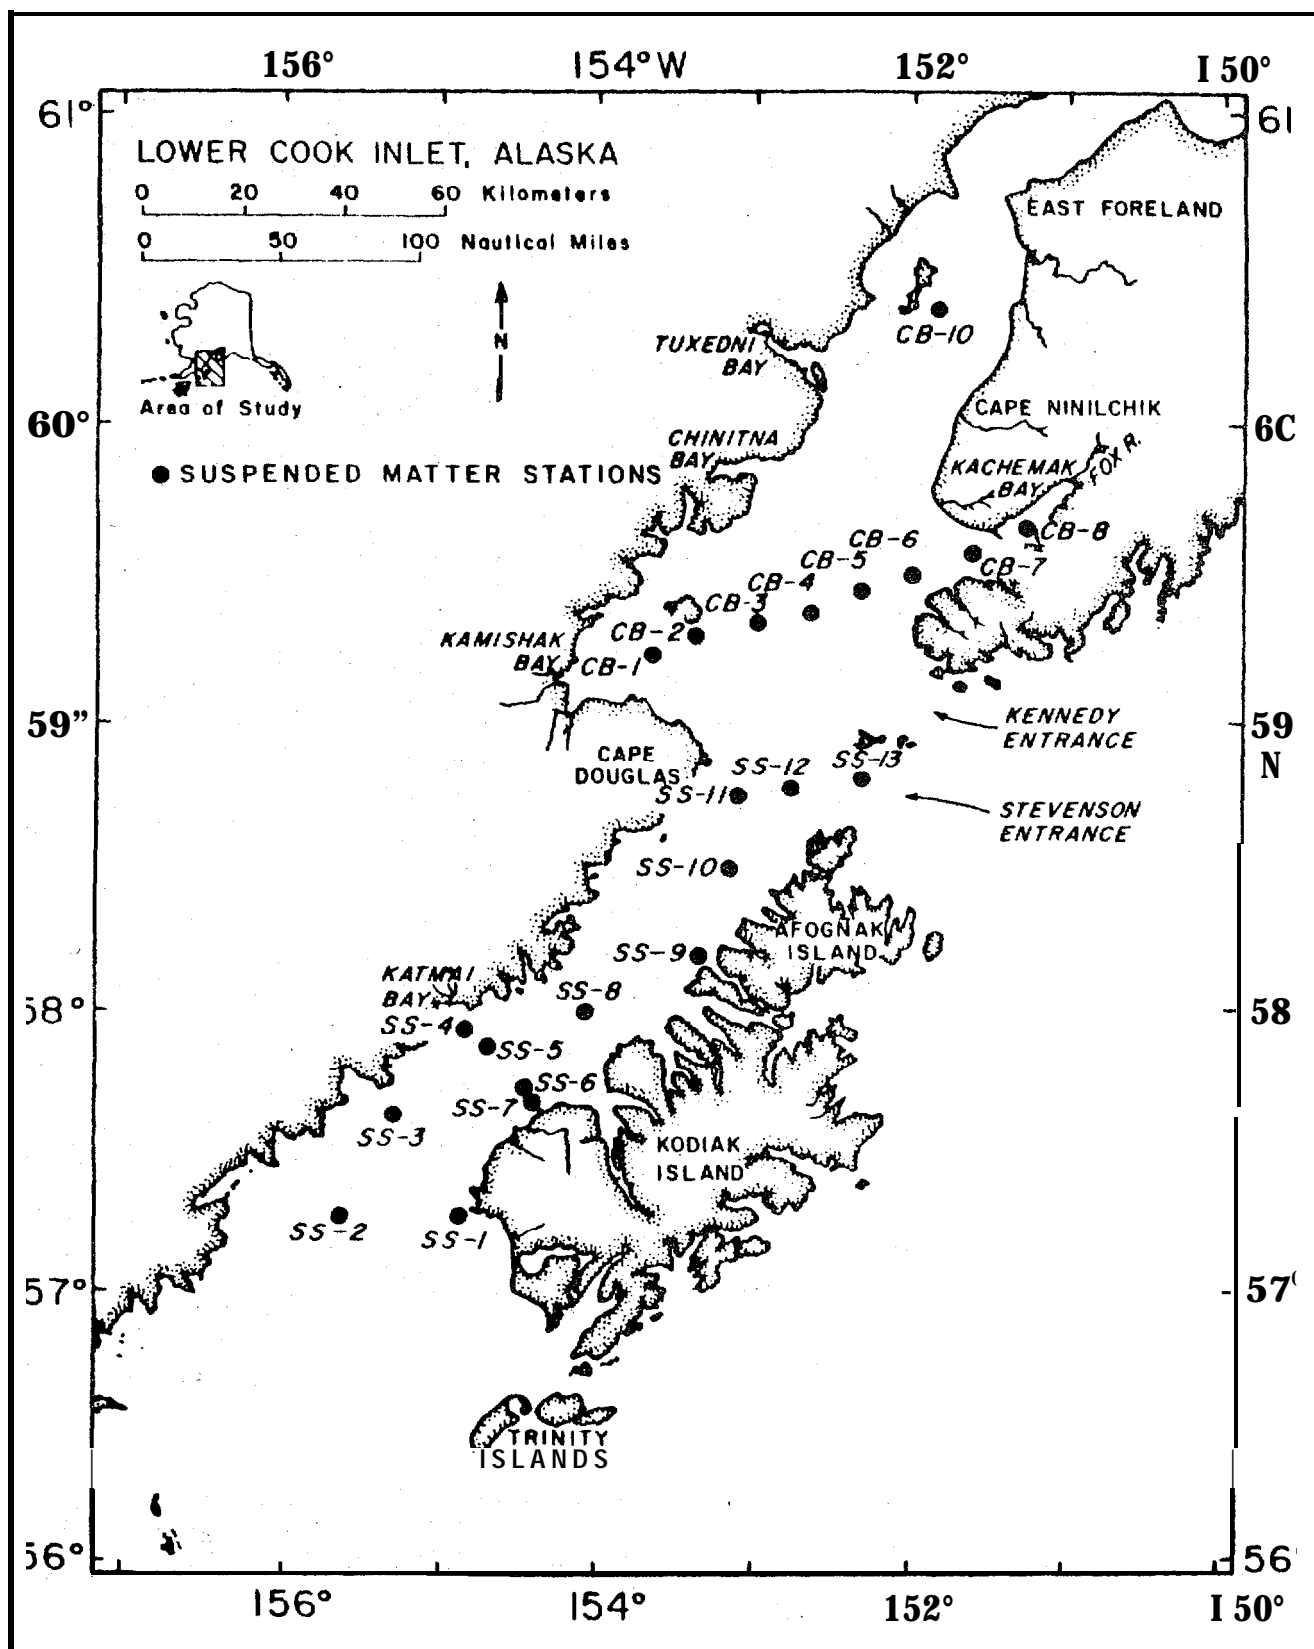 156° 154°W 152° I 50°
61° 61
LOWER COOK INLET, ALASKA
0 20 40 60 Kilometers
0 50 100 Nautical Miles
EAST FORELAND
N
CB-10
TUXEDNI
BAY
Area of Study
CAPE NINILCHIK
60° 6C
CHINITNA
BAY
KACHEMAK
BAY
FOX R.
SUSPENDED MATTER STATIONS
CB-8
CB-6
CB-7
CB-5
CB-4
CB-3
CB-2
CB-1
KAMISHAK
BAY
59” 59
N
KENNEDY
ENTRANCE
CAPE
DOUGLAS
SS-13
SS-12
SS-11
STEVENSON
ENTRANCE
SS-10
AFOGNAK
ISLAND
SS-9
KATMAI
BAY
SS-8
58° 58
SS-4
SS-5
SS-6
SS-7
SS-3
KODIAK
ISLAND
SS-2
SS-1
57° 57
TRINITY
ISLANDS
56° 56
156° 154° 152° I 50°